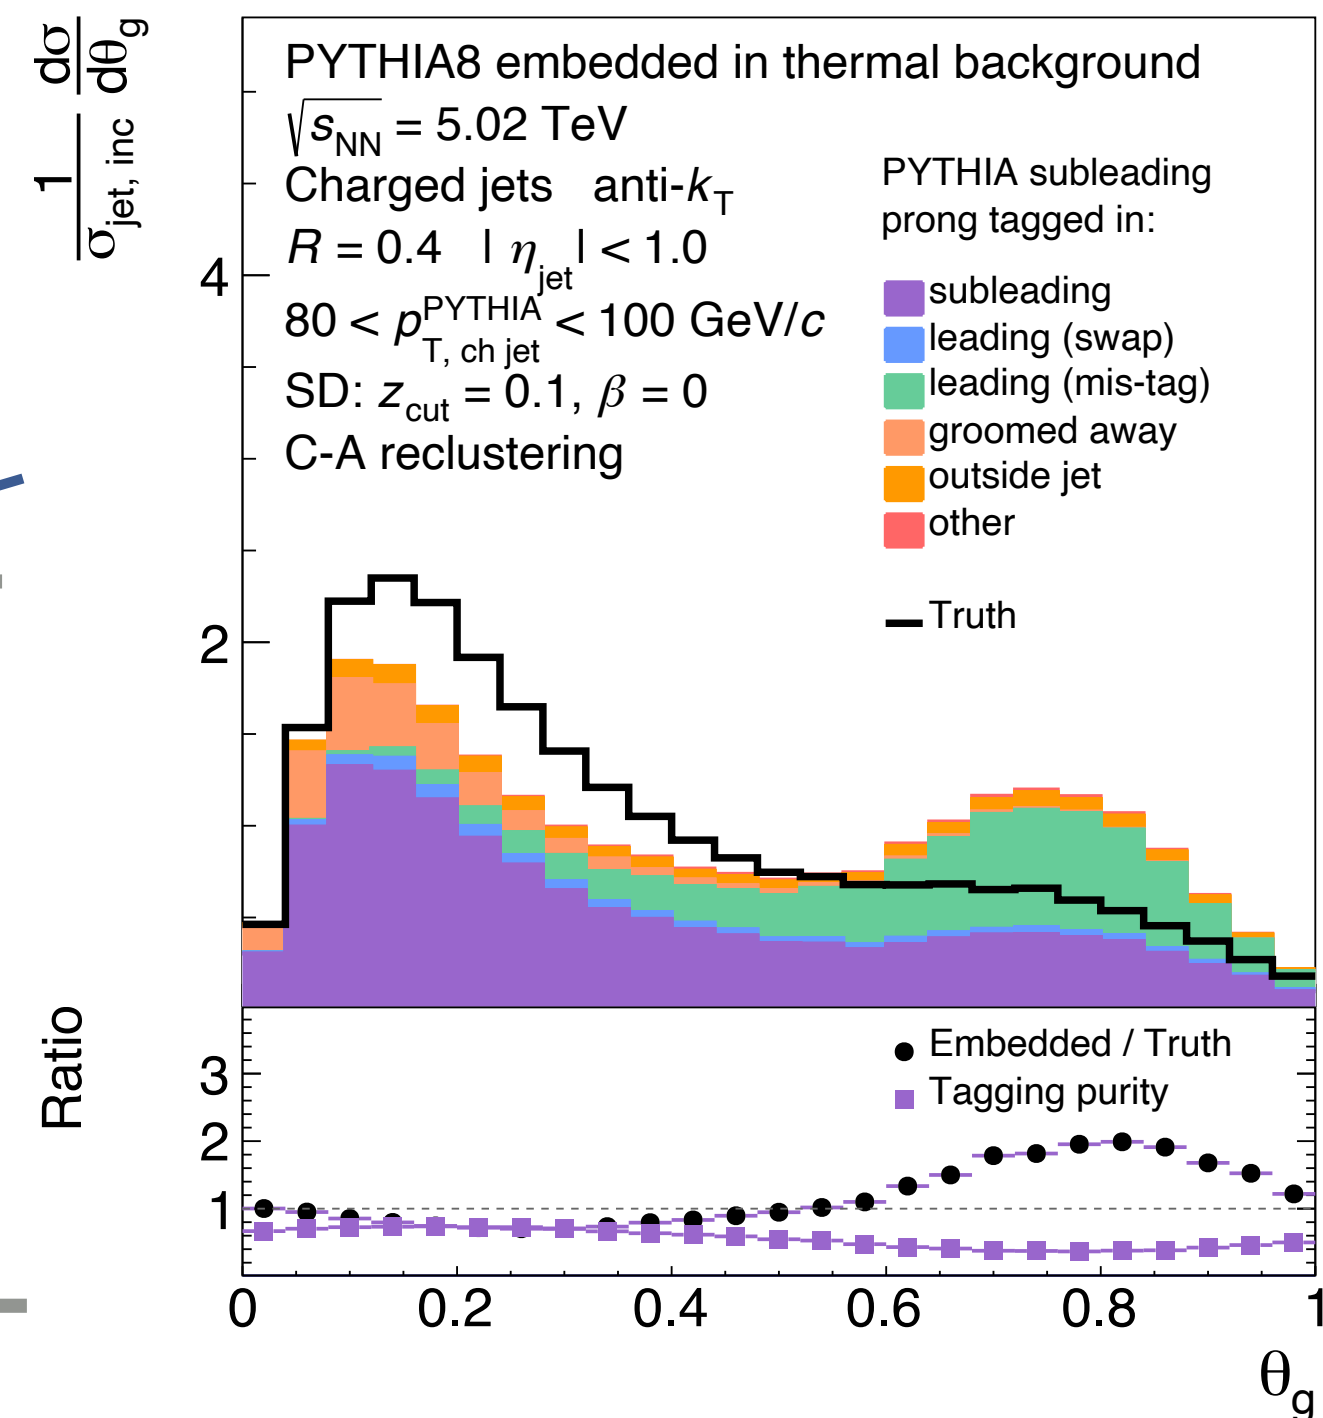 1/σjet, inc dσ/dθg
PYTHIA8 embedded in thermal background
√sNN = 5.02 TeV
Charged jets anti-kT
R = 0.4 | ηjet | < 1.0
80 < pT, ch jet^PYTHIA < 100 GeV/c
SD: zcut = 0.1, β = 0
C-A reclustering
PYTHIA subleading
prong tagged in:
subleading
leading (swap)
leading (mis-tag)
groomed away
outside jet
other
Truth
4
2
Ratio
Embedded / Truth
Tagging purity
3
2
1
0 0.2 0.4 0.6 0.8 1
θg